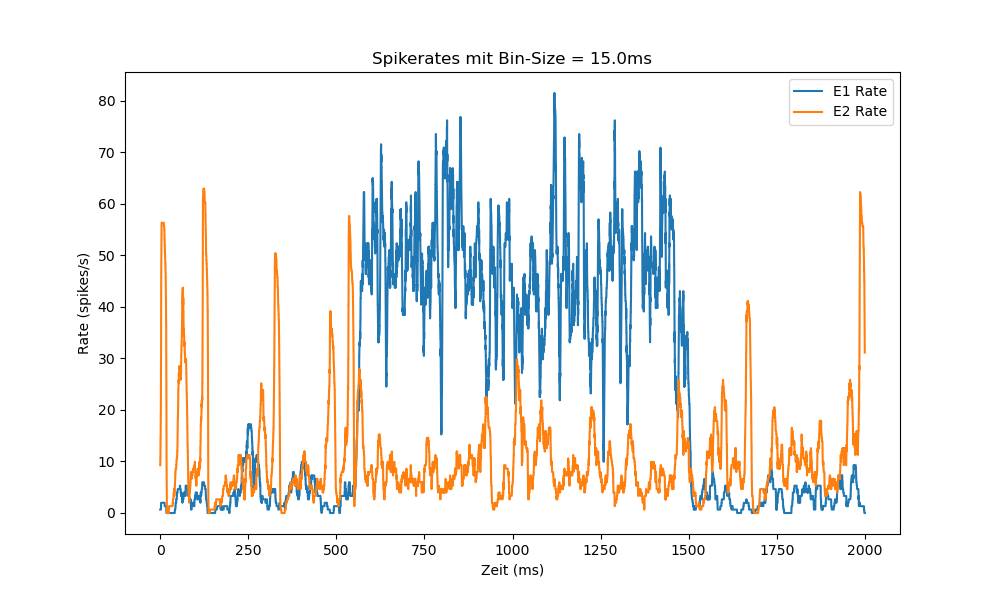 Spikerates mit Bin-Size = 15.0ms
E1 Rate
E2 Rate
80
70
60
50
40
30
20
10
0
Rate (spikes/s)
0 250 500 750 1000 1250 1500 1750 2000
Zeit (ms)